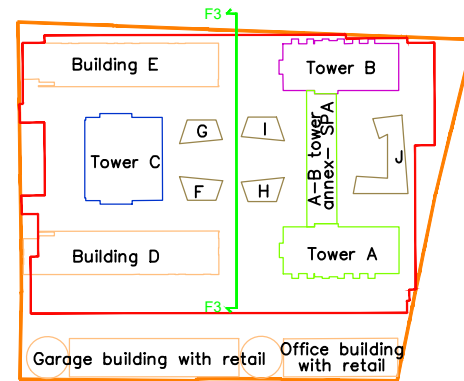 F3
Building E
Tower B
G
I
A-B tower
annex- SPA
Tower C
J
F
H
Building D
Tower A
F3
Garage building with retail
Office building
with retail